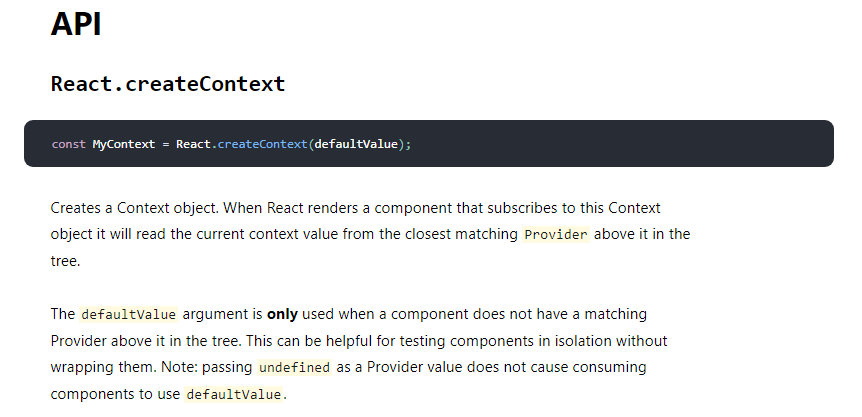 API
React.createContext
const MyContext = React.createContext(defaultValue);
Creates a Context object. When React renders a component that subscribes to this Context
object it will read the current context value from the closest matching Provider above it in the
tree.
The defaultValue argument is only used when a component does not have a matching
Provider above it in the tree. This can be helpful for testing components in isolation without
wrapping them. Note: passing undefined as a Provider value does not cause consuming
components to use defaultValue.